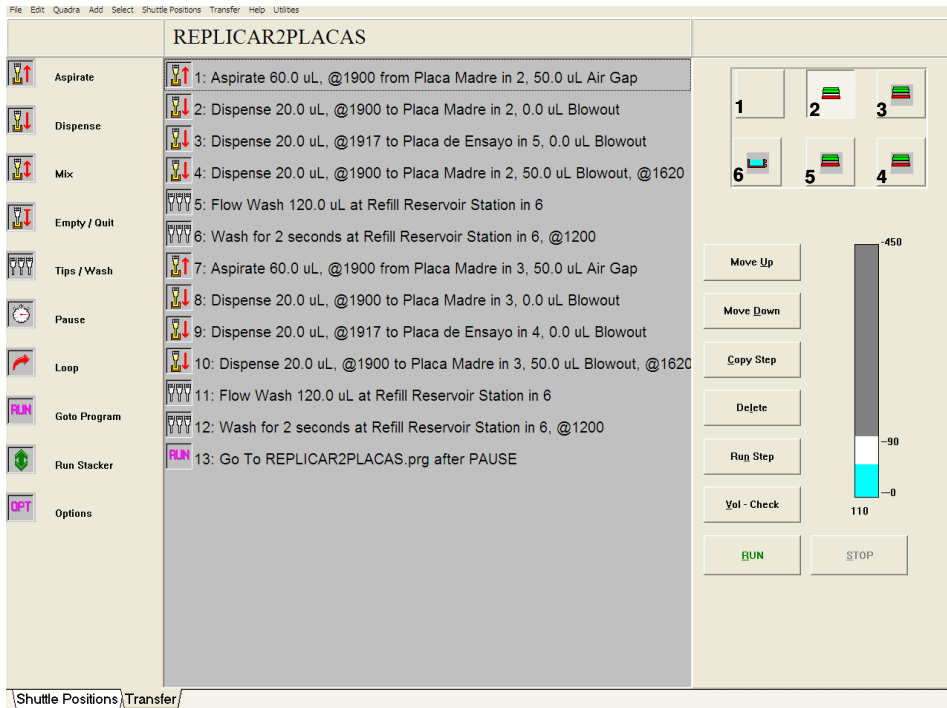 File Edit Quadra Add Select Shuttle Positions Transfer Help Utilities
REPLICAR2PLACAS
Aspirate
Dispense
Mix
Empty / Quit
Tips / Wash
Pause
Loop
RUN Goto Program
Run Stacker
OPT Options
1: Aspirate 60.0 uL, @1900 from Placa Madre in 2, 50.0 uL Air Gap
2: Dispense 20.0 uL, @1900 to Placa Madre in 2, 0.0 uL Blowout
3: Dispense 20.0 uL, @1917 to Placa de Ensayo in 5, 0.0 uL Blowout
4: Dispense 20.0 uL, @1900 to Placa Madre in 2, 50.0 uL Blowout, @1620
5: Flow Wash 120.0 uL at Refill Reservoir Station in 6
6: Wash for 2 seconds at Refill Reservoir Station in 6, @1200
7: Aspirate 60.0 uL, @1900 from Placa Madre in 3, 50.0 uL Air Gap
8: Dispense 20.0 uL, @1900 to Placa Madre in 3, 0.0 uL Blowout
9: Dispense 20.0 uL, @1917 to Placa de Ensayo in 4, 0.0 uL Blowout
10: Dispense 20.0 uL, @1900 to Placa Madre in 3, 50.0 uL Blowout, @1620
11: Flow Wash 120.0 uL at Refill Reservoir Station in 6
12: Wash for 2 seconds at Refill Reservoir Station in 6, @1200
RUN 13: Go To REPLICAR2PLACAS.prg after PAUSE
1 2 3
6 5 4
Move Up
Move Down
Copy Step
Delete
Run Step
Vol - Check
RUN STOP
-450
-90
-0
110
Shuttle Positions Transfer